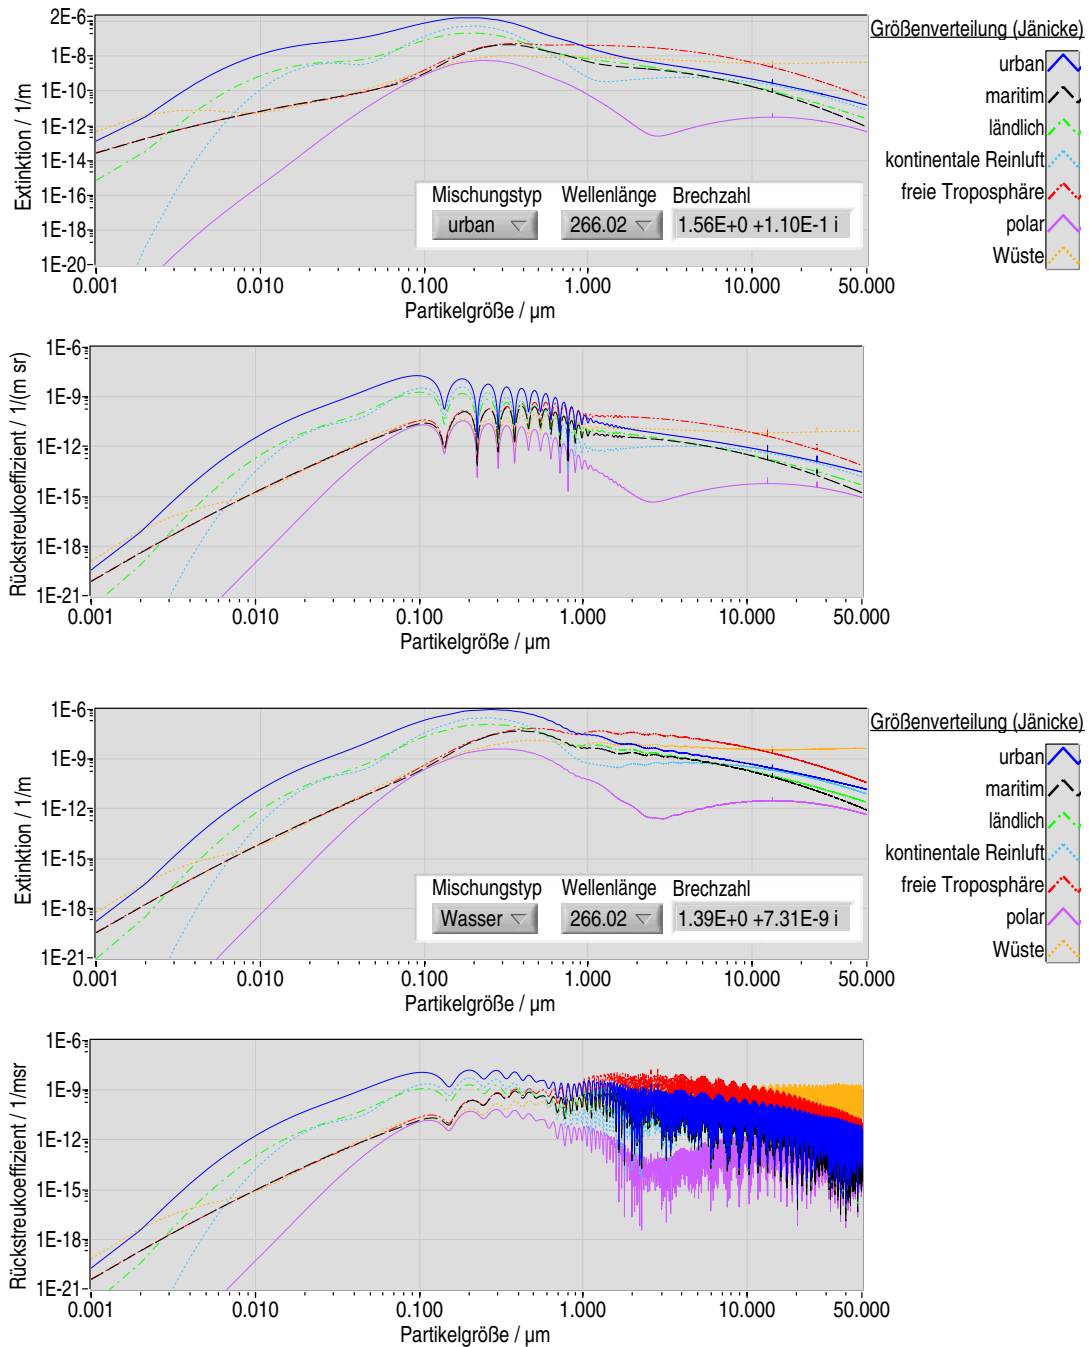 2E-6
1E-8
1E-10
1E-12
1E-14
1E-16
1E-18
1E-20
Extinktion / 1/m
0.001
0.010
0.100
1.000
10.000
50.000
Partikelgröße / µm
Mischungstyp
Wellenlänge
Brechzahl
urban
266.02
1.56E+0 +1.10E-1 i
Größenverteilung (Jänicke)
urban
maritim
ländlich
kontinentale Reinluft
freie Troposphäre
polar
Wüste
1E-6
1E-9
1E-12
1E-15
1E-18
1E-21
Rückstreukoeffizient / 1/(m sr)
0.001
0.010
0.100
1.000
10.000
50.000
Partikelgröße / µm
1E-6
1E-9
1E-12
1E-15
1E-18
1E-21
Extinktion / 1/m
0.001
0.010
0.100
1.000
10.000
50.000
Partikelgröße / µm
Mischungstyp
Wellenlänge
Brechzahl
Wasser
266.02
1.39E+0 +7.31E-9 i
Größenverteilung (Jänicke)
urban
maritim
ländlich
kontinentale Reinluft
freie Troposphäre
polar
Wüste
1E-6
1E-9
1E-12
1E-15
1E-18
1E-21
Rückstreukoeffizient / 1/msr
0.001
0.010
0.100
1.000
10.000
50.000
Partikelgröße / µm